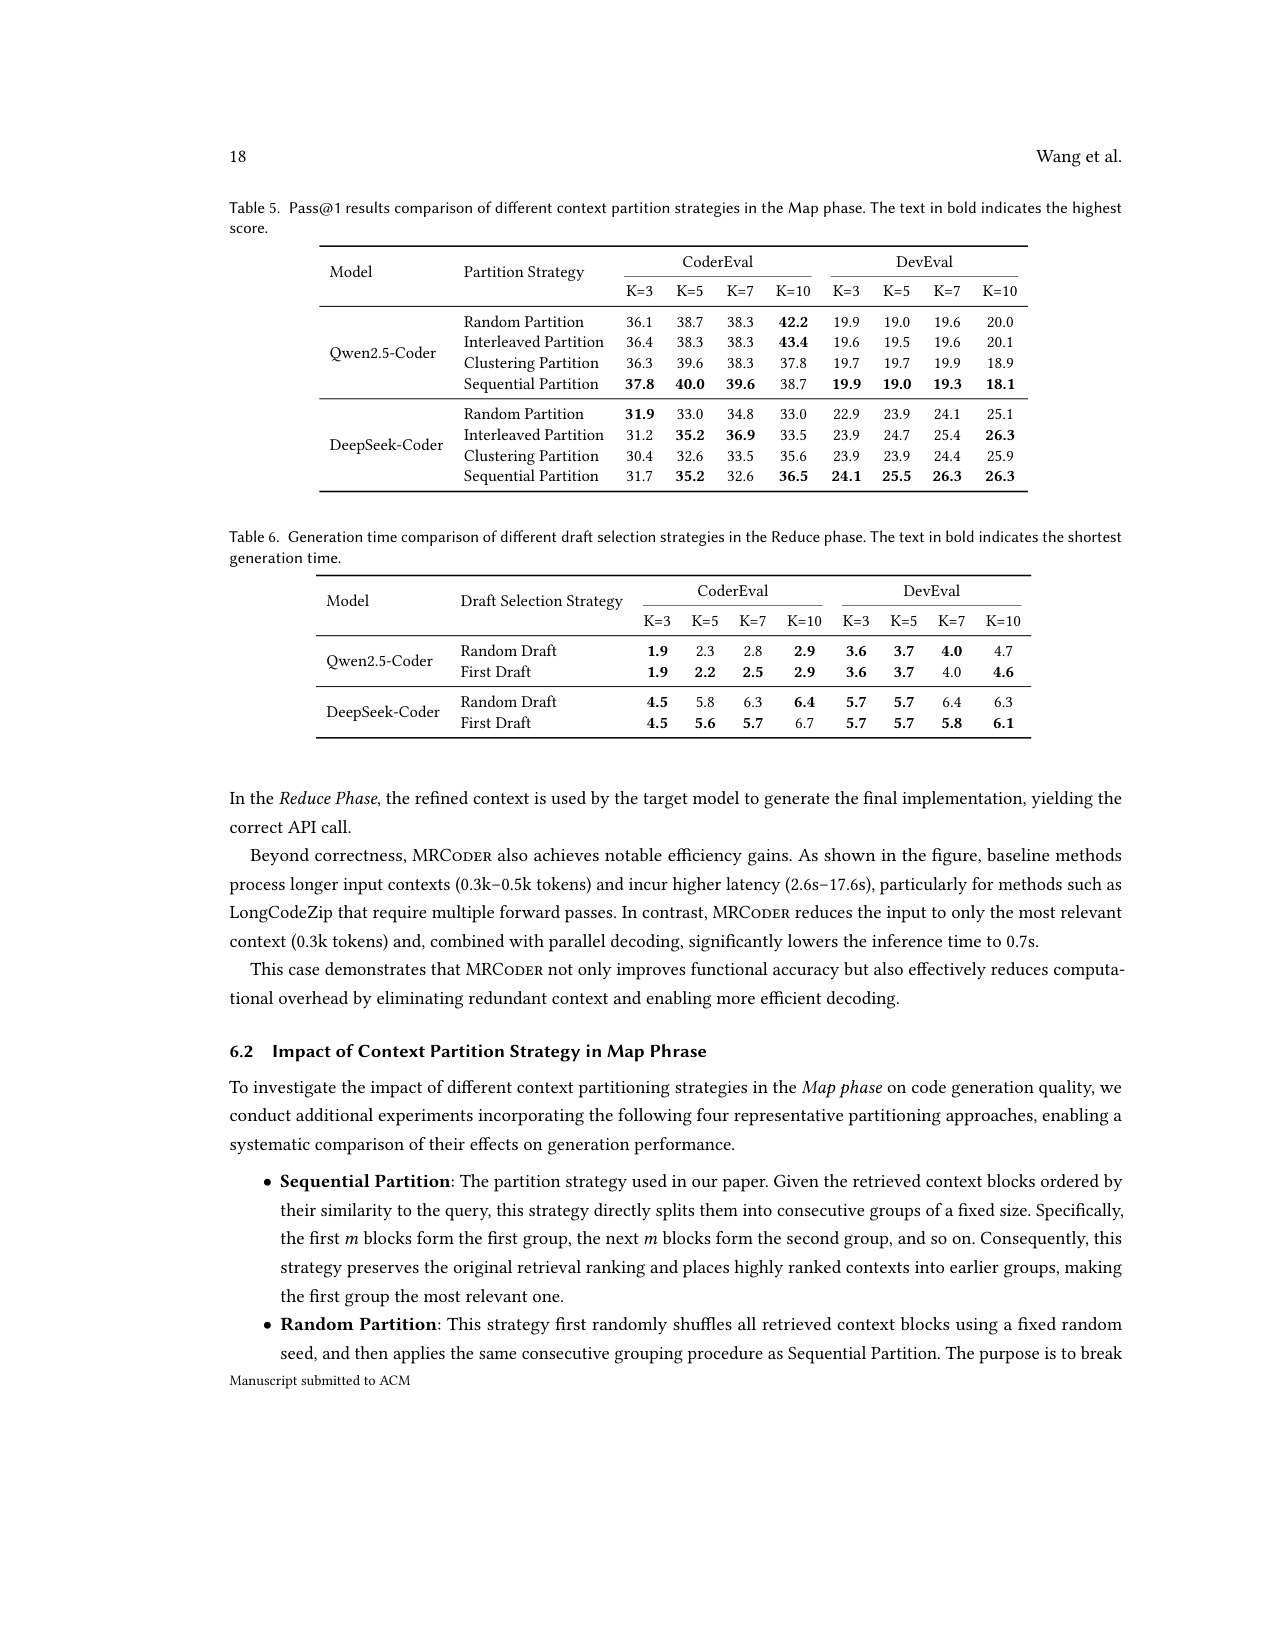 18 Wang et al.
Table 5. Pass@1 results comparison of different context partition strategies in the Map phase. The text in bold indicates the highest
score.
Model Partition Strategy CoderEval DevEval
K=3 K=5 K=7 K=10 K=3 K=5 K=7 K=10
Qwen2.5-Coder
Random Partition 36.1 38.7 38.3 42.2 19.9 19.0 19.6 20.0
Interleaved Partition 36.4 38.3 38.3 43.4 19.6 19.5 19.6 20.1
Clustering Partition 36.3 39.6 38.3 37.8 19.7 19.7 19.9 18.9
Sequential Partition 37.8 40.0 39.6 38.7 19.9 19.0 19.3 18.1
DeepSeek-Coder
Random Partition 31.9 33.0 34.8 33.0 22.9 23.9 24.1 25.1
Interleaved Partition 31.2 35.2 36.9 33.5 23.9 24.7 25.4 26.3
Clustering Partition 30.4 32.6 33.5 35.6 23.9 23.9 24.4 25.9
Sequential Partition 31.7 35.2 32.6 36.5 24.1 25.5 26.3 26.3
Table 6. Generation time comparison of different draft selection strategies in the Reduce phase. The text in bold indicates the shortest
generation time.
Model Draft Selection Strategy CoderEval DevEval
K=3 K=5 K=7 K=10 K=3 K=5 K=7 K=10
Qwen2.5-Coder
Random Draft 1.9 2.3 2.8 2.9 3.6 3.7 4.0 4.7
First Draft 1.9 2.2 2.5 2.9 3.6 3.7 4.0 4.6
DeepSeek-Coder
Random Draft 4.5 5.8 6.3 6.4 5.7 5.7 6.4 6.3
First Draft 4.5 5.6 5.7 6.7 5.7 5.7 5.8 6.1
In the Reduce Phase, the refined context is used by the target model to generate the final implementation, yielding the
correct API call.
Beyond correctness, MRCoder also achieves notable efficiency gains. As shown in the figure, baseline methods
process longer input contexts (0.3k–0.5k tokens) and incur higher latency (2.6s–17.6s), particularly for methods such as
LongCodeZip that require multiple forward passes. In contrast, MRCoder reduces the input to only the most relevant
context (0.3k tokens) and, combined with parallel decoding, significantly lowers the inference time to 0.7s.
This case demonstrates that MRCoder not only improves functional accuracy but also effectively reduces computa-
tional overhead by eliminating redundant context and enabling more efficient decoding.
6.2 Impact of Context Partition Strategy in Map Phrase
To investigate the impact of different context partitioning strategies in the Map phase on code generation quality, we
conduct additional experiments incorporating the following four representative partitioning approaches, enabling a
systematic comparison of their effects on generation performance.
• Sequential Partition: The partition strategy used in our paper. Given the retrieved context blocks ordered by
their similarity to the query, this strategy directly splits them into consecutive groups of a fixed size. Specifically,
the first m blocks form the first group, the next m blocks form the second group, and so on. Consequently, this
strategy preserves the original retrieval ranking and places highly ranked contexts into earlier groups, making
the first group the most relevant one.
• Random Partition: This strategy first randomly shuffles all retrieved context blocks using a fixed random
seed, and then applies the same consecutive grouping procedure as Sequential Partition. The purpose is to break
Manuscript submitted to ACM